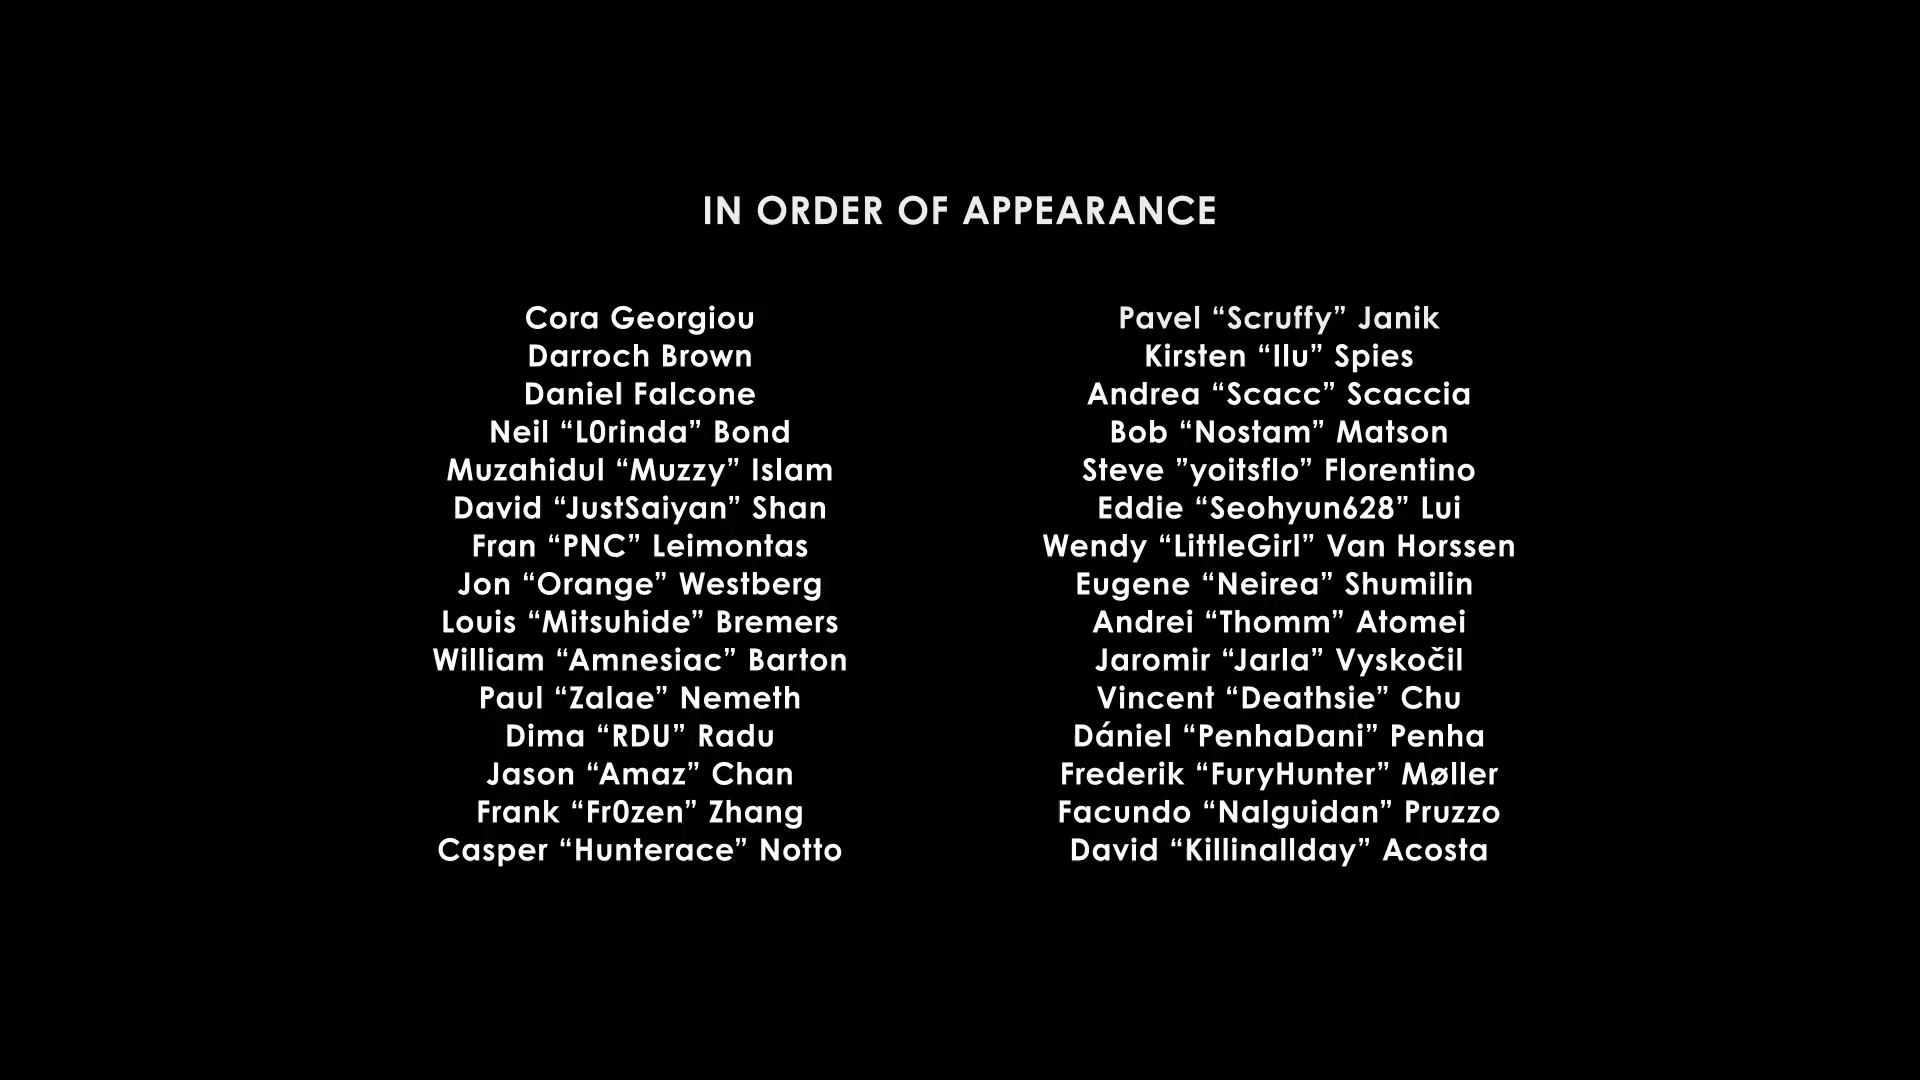 IN ORDER OF APPEARANCE
Cora Georgiou
Darroch Brown
Daniel Falcone
Neil “L0rinda” Bond
Muzahidul “Muzzy” Islam
David “JustSaiyan” Shan
Fran “PNC” Leimontas
Jon “Orange” Westberg
Louis “Mitsuhide” Bremers
William “Amnesiac” Barton
Paul “Zalae” Nemeth
Dima “RDU” Radu
Jason “Amaz” Chan
Frank “Fr0zen” Zhang
Casper “Hunterace” Notto
Pavel “Scruffy” Janik
Kirsten “Ilu” Spies
Andrea “Scacc” Scaccia
Bob “Nostam” Matson
Steve ”yoitsflo” Florentino
Eddie “Seohyun628” Lui
Wendy “LittleGirl” Van Horssen
Eugene “Neirea” Shumilin
Andrei “Thomm” Atomei
Jaromir “Jarla” Vyskočil
Vincent “Deathsie” Chu
Dániel “PenhaDani” Penha
Frederik “FuryHunter” Møller
Facundo “Nalguidan” Pruzzo
David “Killinallday” Acosta